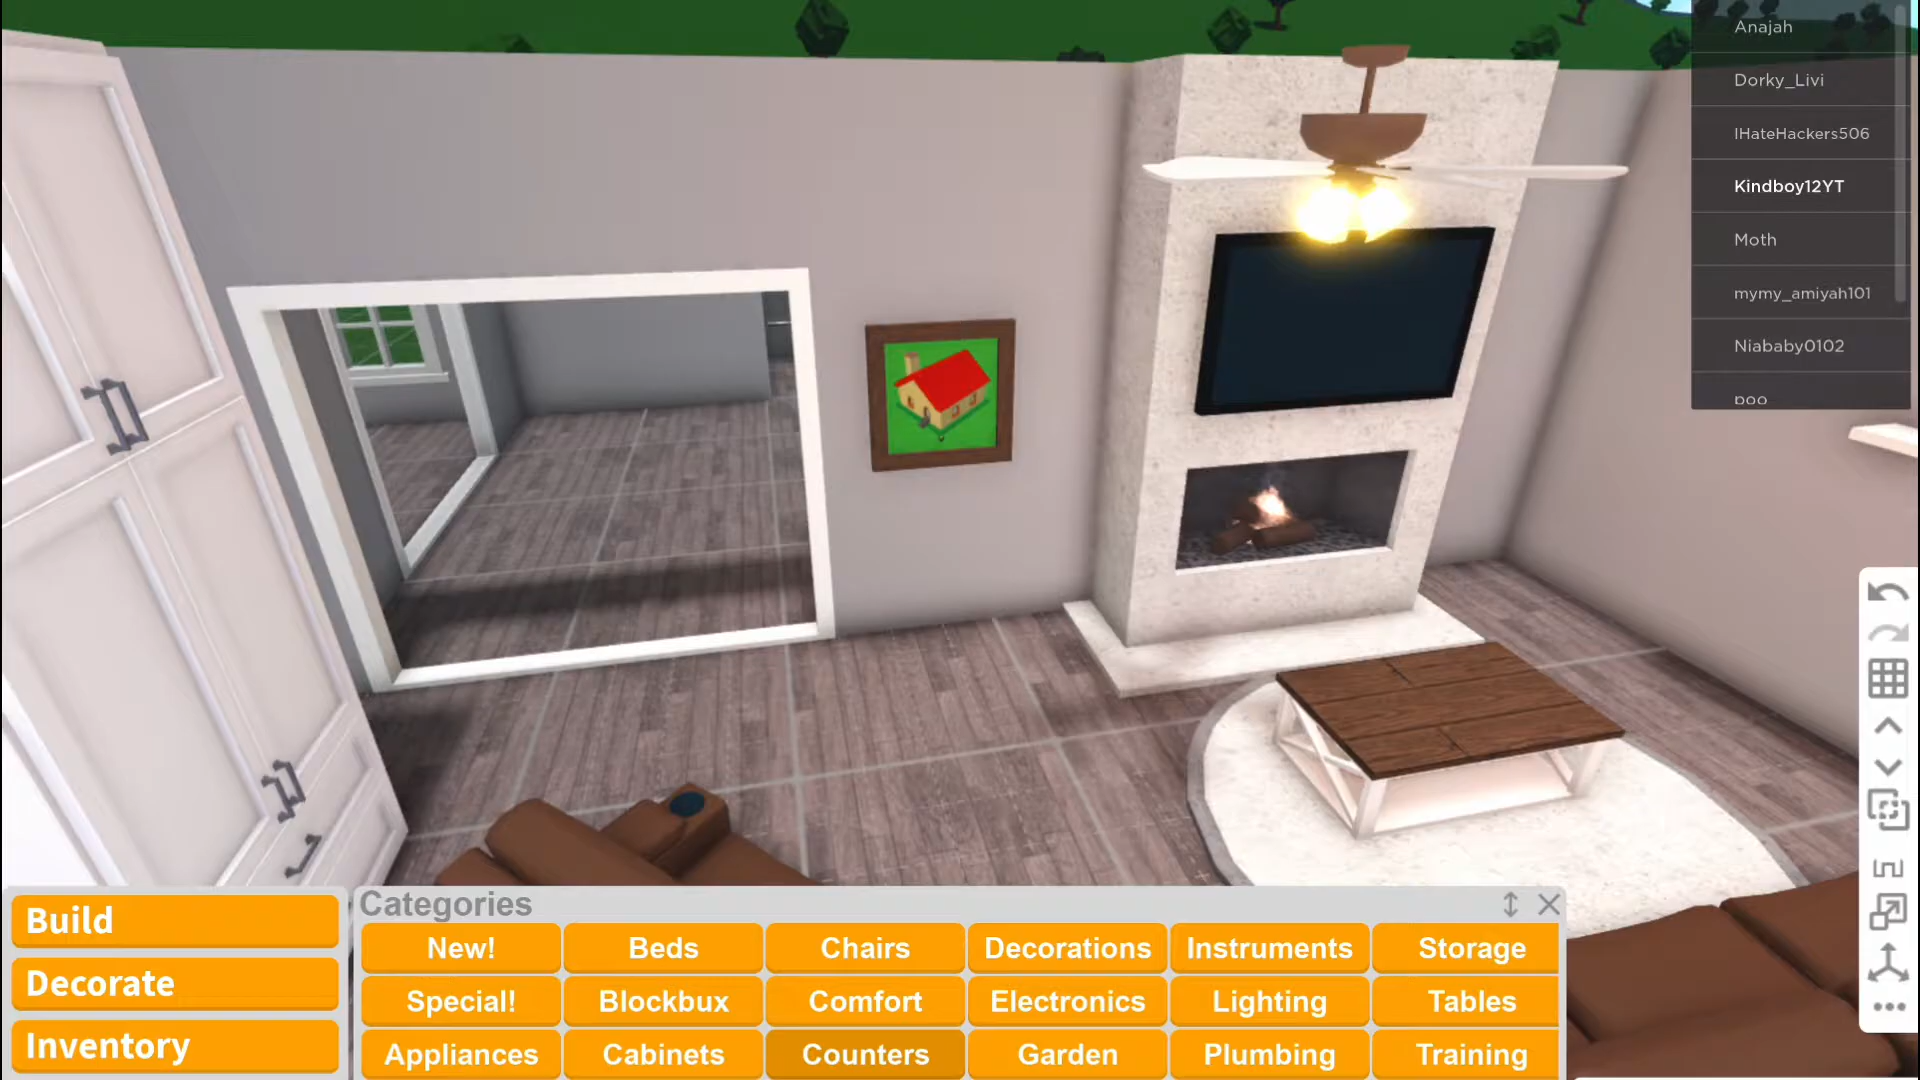 Anajah
Dorky_Livi
IHateHackers506
Kindboy12YT
Moth
mymy_amiyah101
Niababy0102
poo
Build
Decorate
Inventory
Categories
New! Beds Chairs Decorations Instruments Storage
Special! Blockbux Comfort Electronics Lighting Tables
Appliances Cabinets Counters Garden Plumbing Training